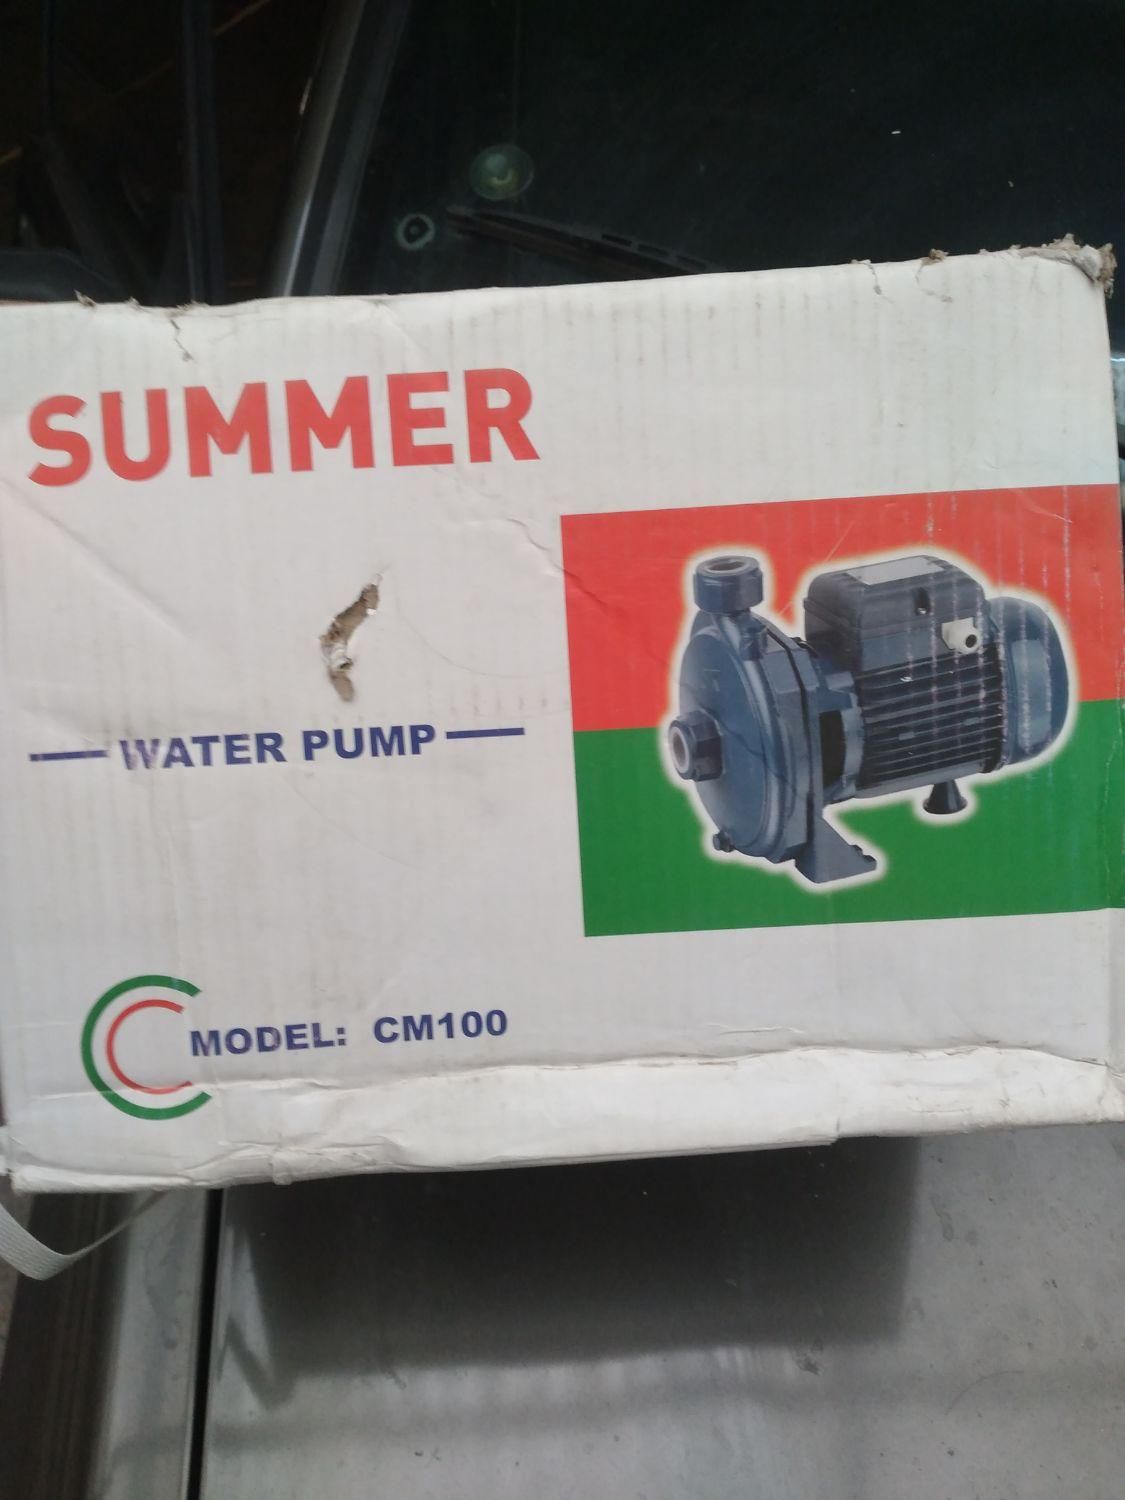 SUMMER
WATER PUMP
MODEL: CM100